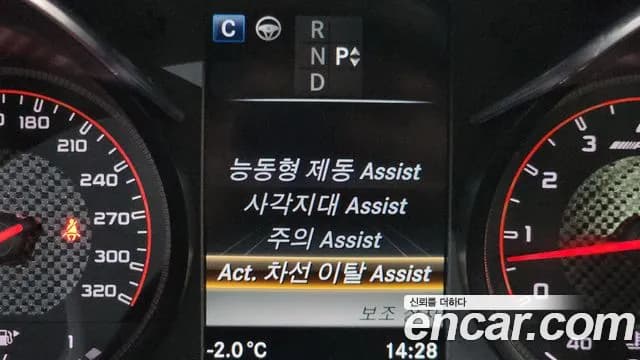 C
R
N P
D
180
210
240
270
300
320
능동형 제동 Assist
사각지대 Assist
주의 Assist
Act. 차선 이탈 Assist
보조
-2.0°C
14:28
1
3
2
1
0
40
신뢰를 더하다
encar.com